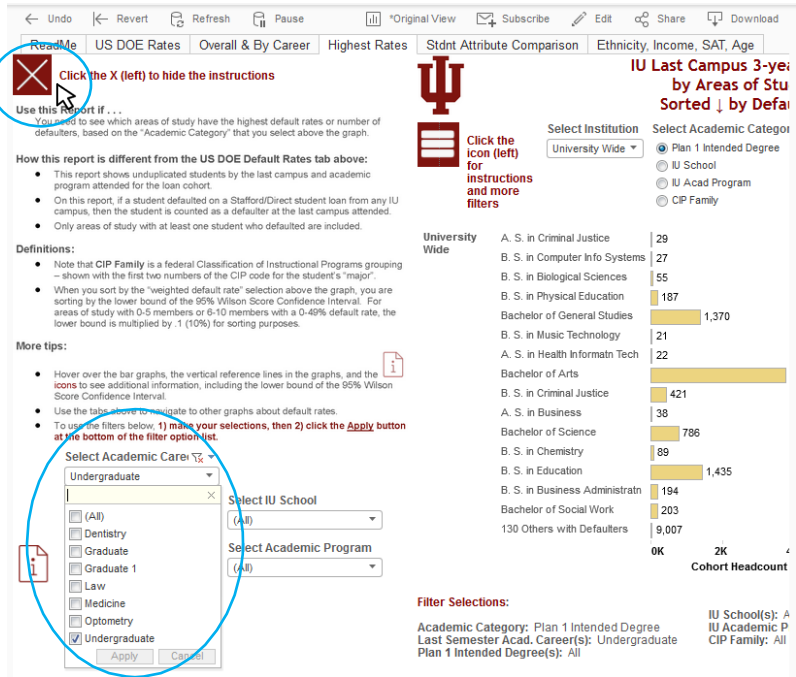 Undo Revert Refresh Pause *Original View Subscribe Edit Share Download
ReadMe US DOE Rates Overall & By Career Highest Rates Stdnt Attribute Comparison Ethnicity, Income, SAT, Age
Click the X (left) to hide the instructions
Use this Report if . . .
You need to see which areas of study have the highest default rates or number of
defaulters, based on the “Academic Category” that you select above the graph.
How this report is different from the US DOE Default Rates tab above:
• This report shows unduplicated students by the last campus and academic
program attended for the loan cohort.
• On this report, if a student defaulted on a Stafford/Direct student loan from any IU
campus, then the student is counted as a defaulter at the last campus attended.
• Only areas of study with at least one student who defaulted are included.
Definitions:
• Note that CIP Family is a federal Classification of Instructional Programs grouping
– shown with the first two numbers of the CIP code for the student’s “major”.
• When you sort by the “weighted default rate” selection above the graph, you are
sorting by the lower bound of the 95% Wilson Score Confidence Interval. For
areas of study with 0-5 members or 6-10 members with a 0-49% default rate, the
lower bound is multiplied by .1 (10%) for sorting purposes.
More tips:
• Hover over the bar graphs, the vertical reference lines in the graphs, and the
icons to see additional information, including the lower bound of the 95% Wilson
Score Confidence Interval.
• Use the tabs above to navigate to other graphs about default rates.
• To use the filters below, 1) make your selections, then 2) click the Apply button
at the bottom of the filter option list.
Select Academic Caree
Undergraduate
(All)
Dentistry
Graduate
Graduate 1
Law
Medicine
Optometry
Undergraduate
Apply Cancel
Select IU School
(All)
Select Academic Program
(All)
IU Last Campus 3-yea
by Areas of Stu
Sorted ↓ by Defau
Click the
icon (left)
for
instructions
and more
filters
Select Institution
University Wide
Select Academic Categor
Plan 1 Intended Degree
IU School
IU Acad Program
CIP Family
University
Wide
A. S. in Criminal Justice 29
B. S. in Computer Info Systems 27
B. S. in Biological Sciences 55
B. S. in Physical Education 187
Bachelor of General Studies 1,370
B. S. in Music Technology 21
A. S. in Health Informatn Tech 22
Bachelor of Arts
B. S. in Criminal Justice 421
A. S. in Business 38
Bachelor of Science 786
B. S. in Chemistry 89
B. S. in Education 1,435
B. S. in Business Administratn 194
Bachelor of Social Work 203
130 Others with Defaulters 9,007
0K 2K
Cohort Headcount
Filter Selections:
Academic Category: Plan 1 Intended Degree
Last Semester Acad. Career(s): Undergraduate
Plan 1 Intended Degree(s): All
IU School(s): A
IU Academic P
CIP Family: All